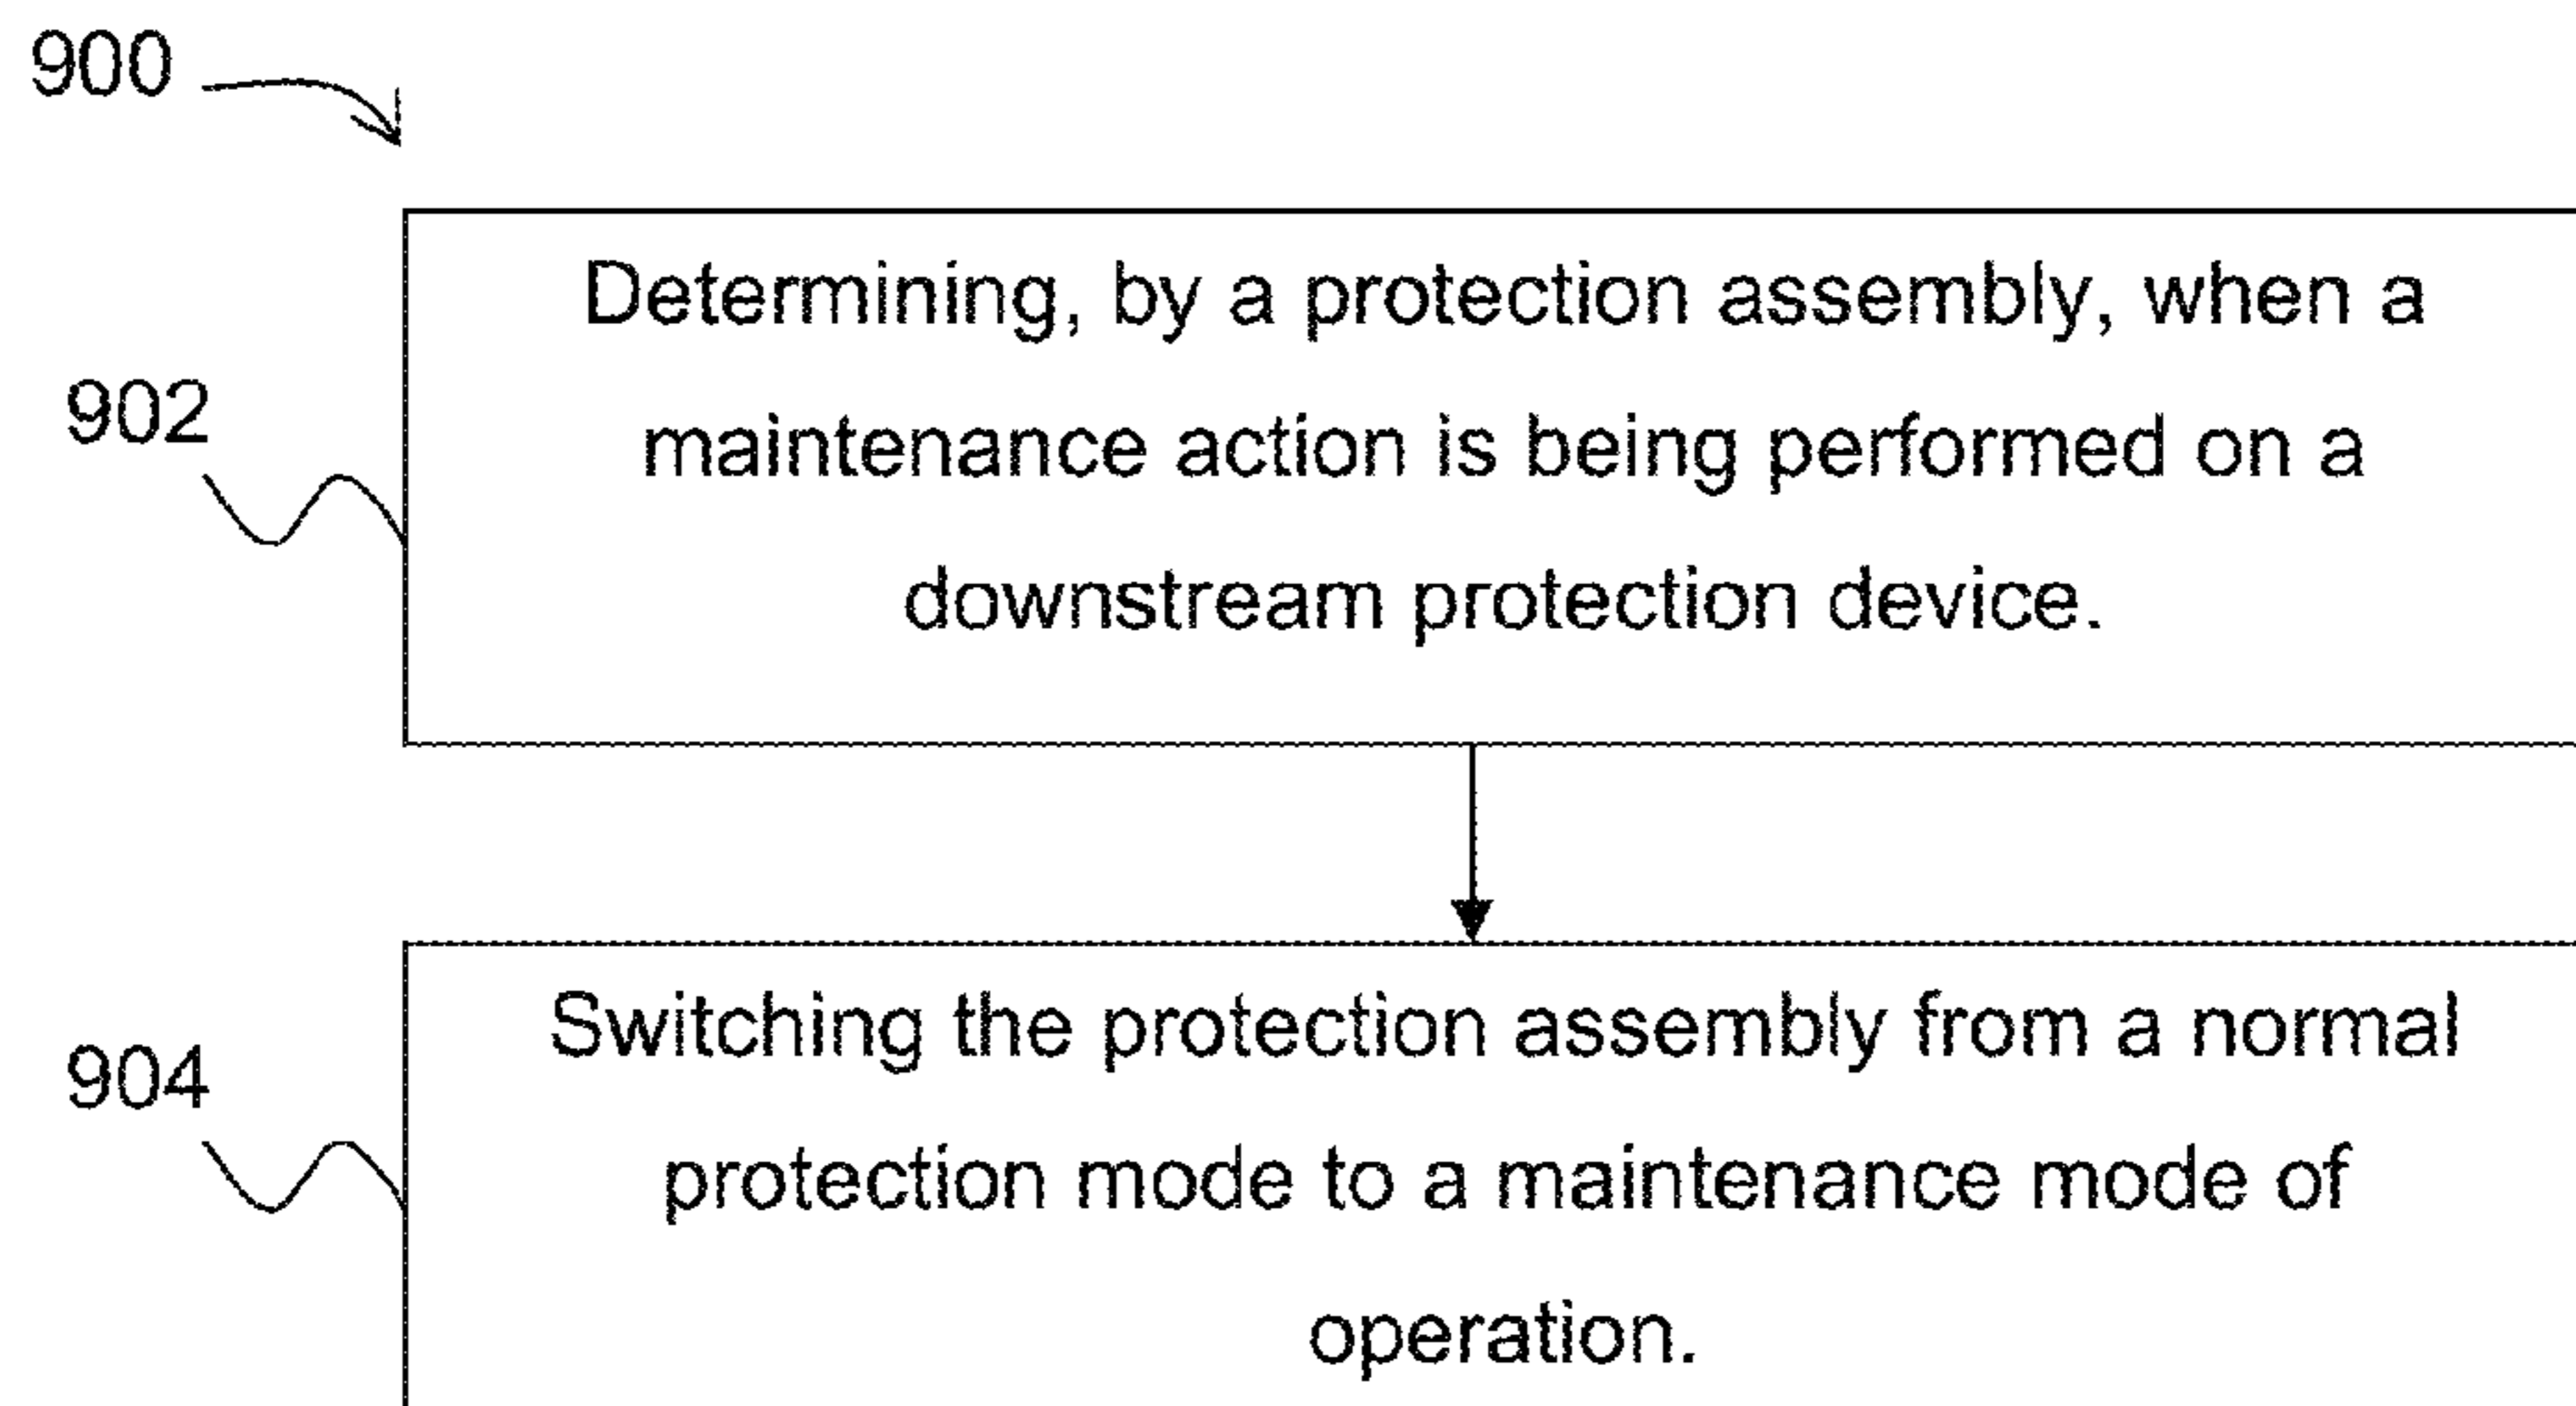 900
Determining, by a protection assembly, when a
902
maintenance action is being performed on a
downstream protection device.
Switching the protection assembly from a normal
904
protection mode to a maintenance mode of
operation.